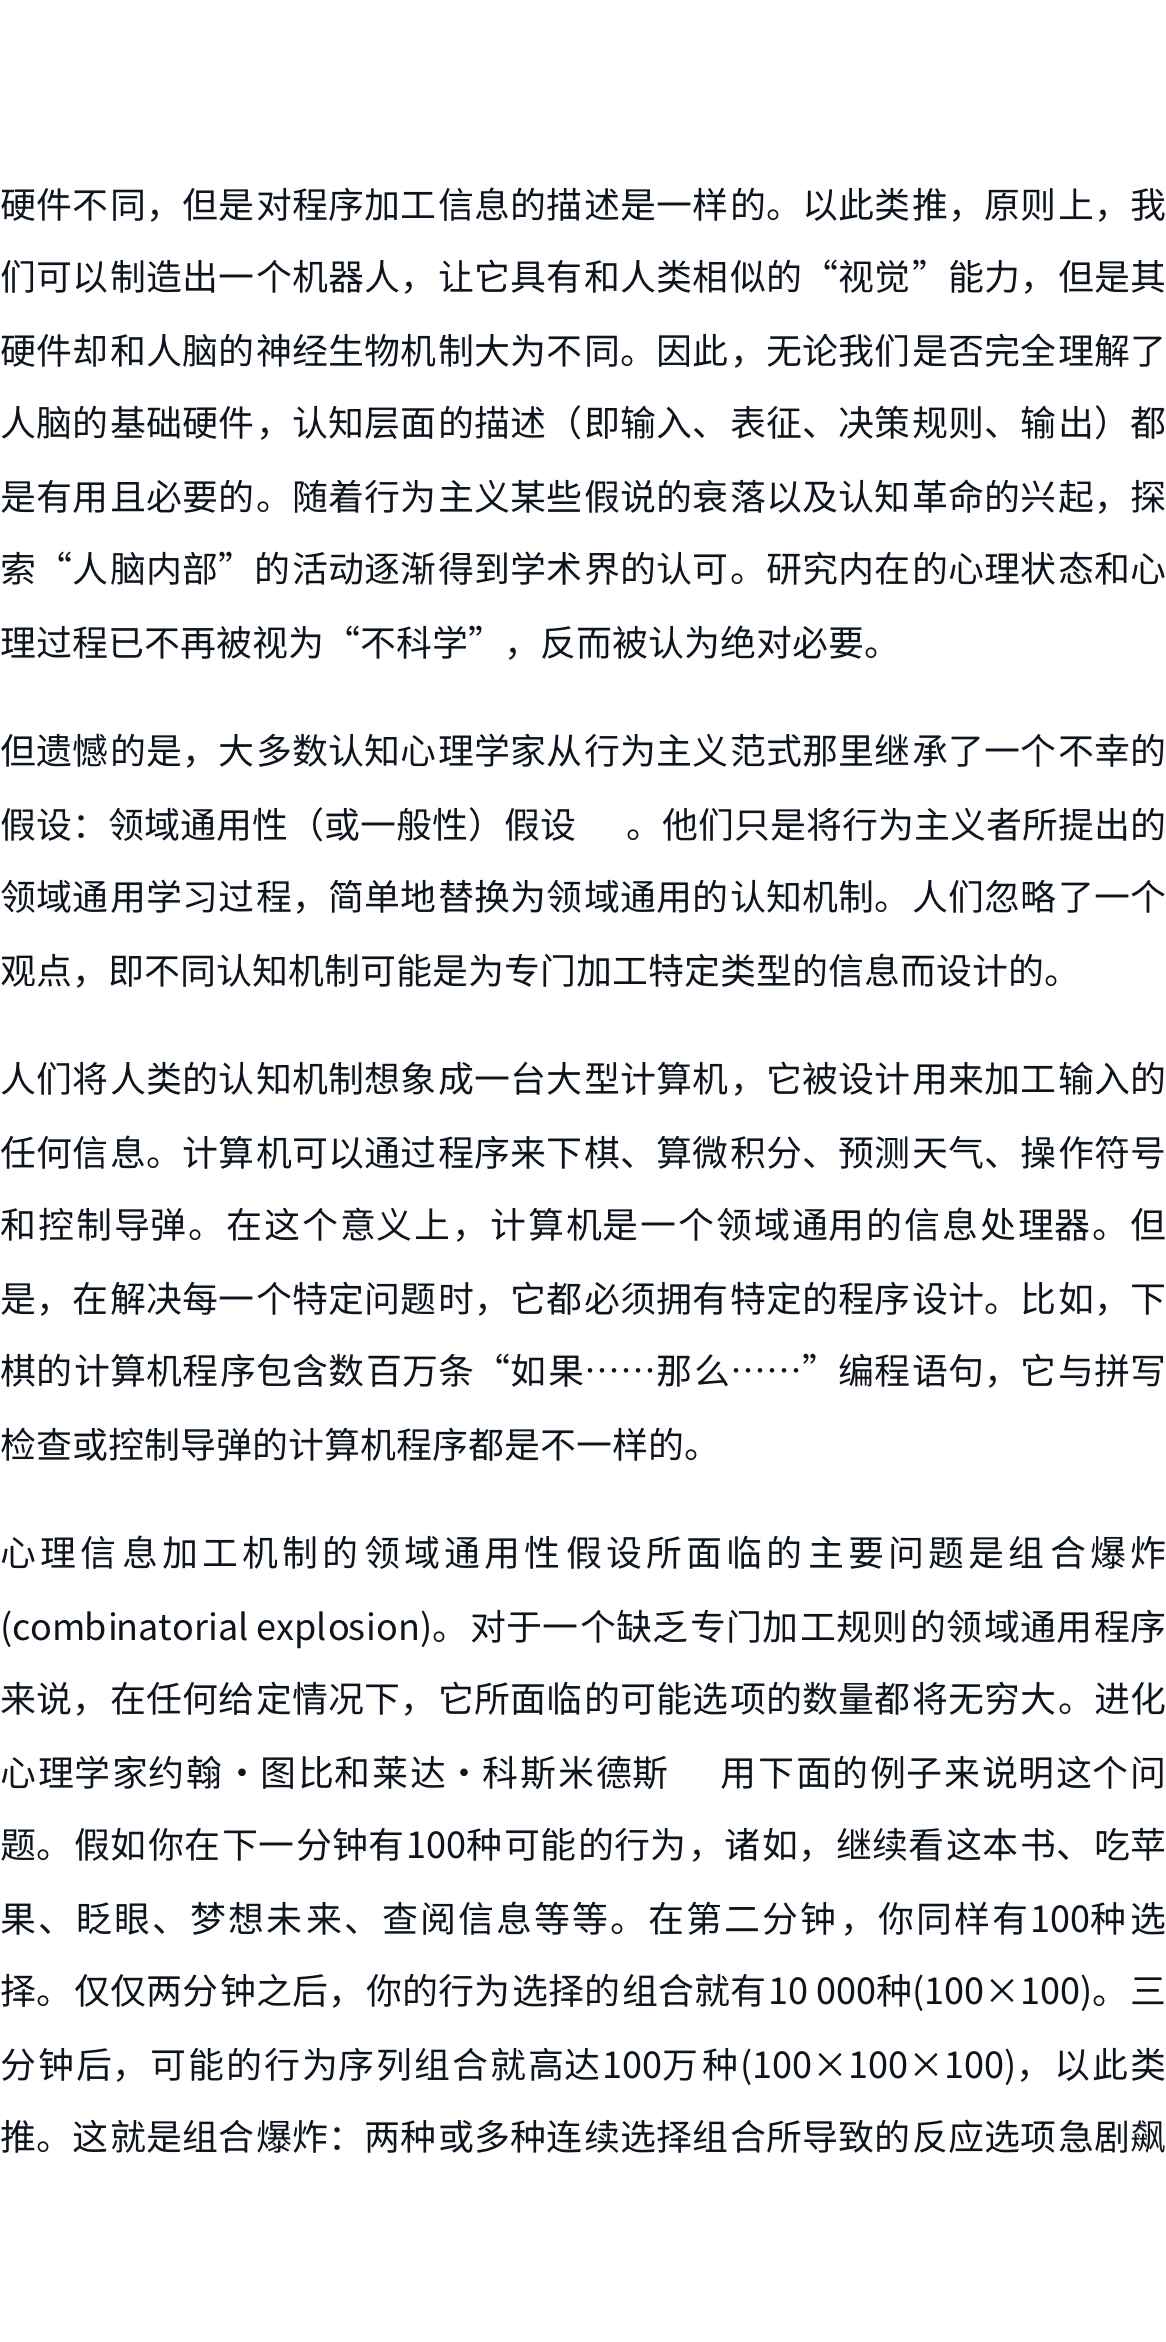 硬件不同，但是对程序加工信息的描述是一样的。以此类推，原则上，我
们可以制造出一个机器人，让它具有和人类相似的“视觉”能力，但是其
硬件却和人脑的神经生物机制大为不同。因此，无论我们是否完全理解了
人脑的基础硬件，认知层面的描述（即输入、表征、决策规则、输出）都
是有用且必要的。随着行为主义某些假说的衰落以及认知革命的兴起，探
索“人脑内部”的活动逐渐得到学术界的认可。研究内在的心理状态和心
理过程已不再被视为“不科学”，反而被认为绝对必要。
但遗憾的是，大多数认知心理学家从行为主义范式那里继承了一个不幸的
假设：领域通用性（或一般性）假设　。他们只是将行为主义者所提出的
领域通用学习过程，简单地替换为领域通用的认知机制。人们忽略了一个
观点，即不同认知机制可能是为专门加工特定类型的信息而设计的。
人们将人类的认知机制想象成一台大型计算机，它被设计用来加工输入的
任何信息。计算机可以通过程序来下棋、算微积分、预测天气、操作符号
和控制导弹。在这个意义上，计算机是一个领域通用的信息处理器。但
是，在解决每一个特定问题时，它都必须拥有特定的程序设计。比如，下
棋的计算机程序包含数百万条“如果……那么……”编程语句，它与拼写
检查或控制导弹的计算机程序都是不一样的。
心理信息加工机制的领域通用性假设所面临的主要问题是组合爆炸
(combinatorial explosion)。对于一个缺乏专门加工规则的领域通用程序
来说，在任何给定情况下，它所面临的可能选项的数量都将无穷大。进化
心理学家约翰·图比和莱达·科斯米德斯　用下面的例子来说明这个问
题。假如你在下一分钟有100种可能的行为，诸如，继续看这本书、吃苹
果、眨眼、梦想未来、查阅信息等等。在第二分钟，你同样有100种选
择。仅仅两分钟之后，你的行为选择的组合就有10 000种(100×100)。三
分钟后，可能的行为序列组合就高达100万种(100×100×100)，以此类
推。这就是组合爆炸：两种或多种连续选择组合所导致的反应选项急剧飙